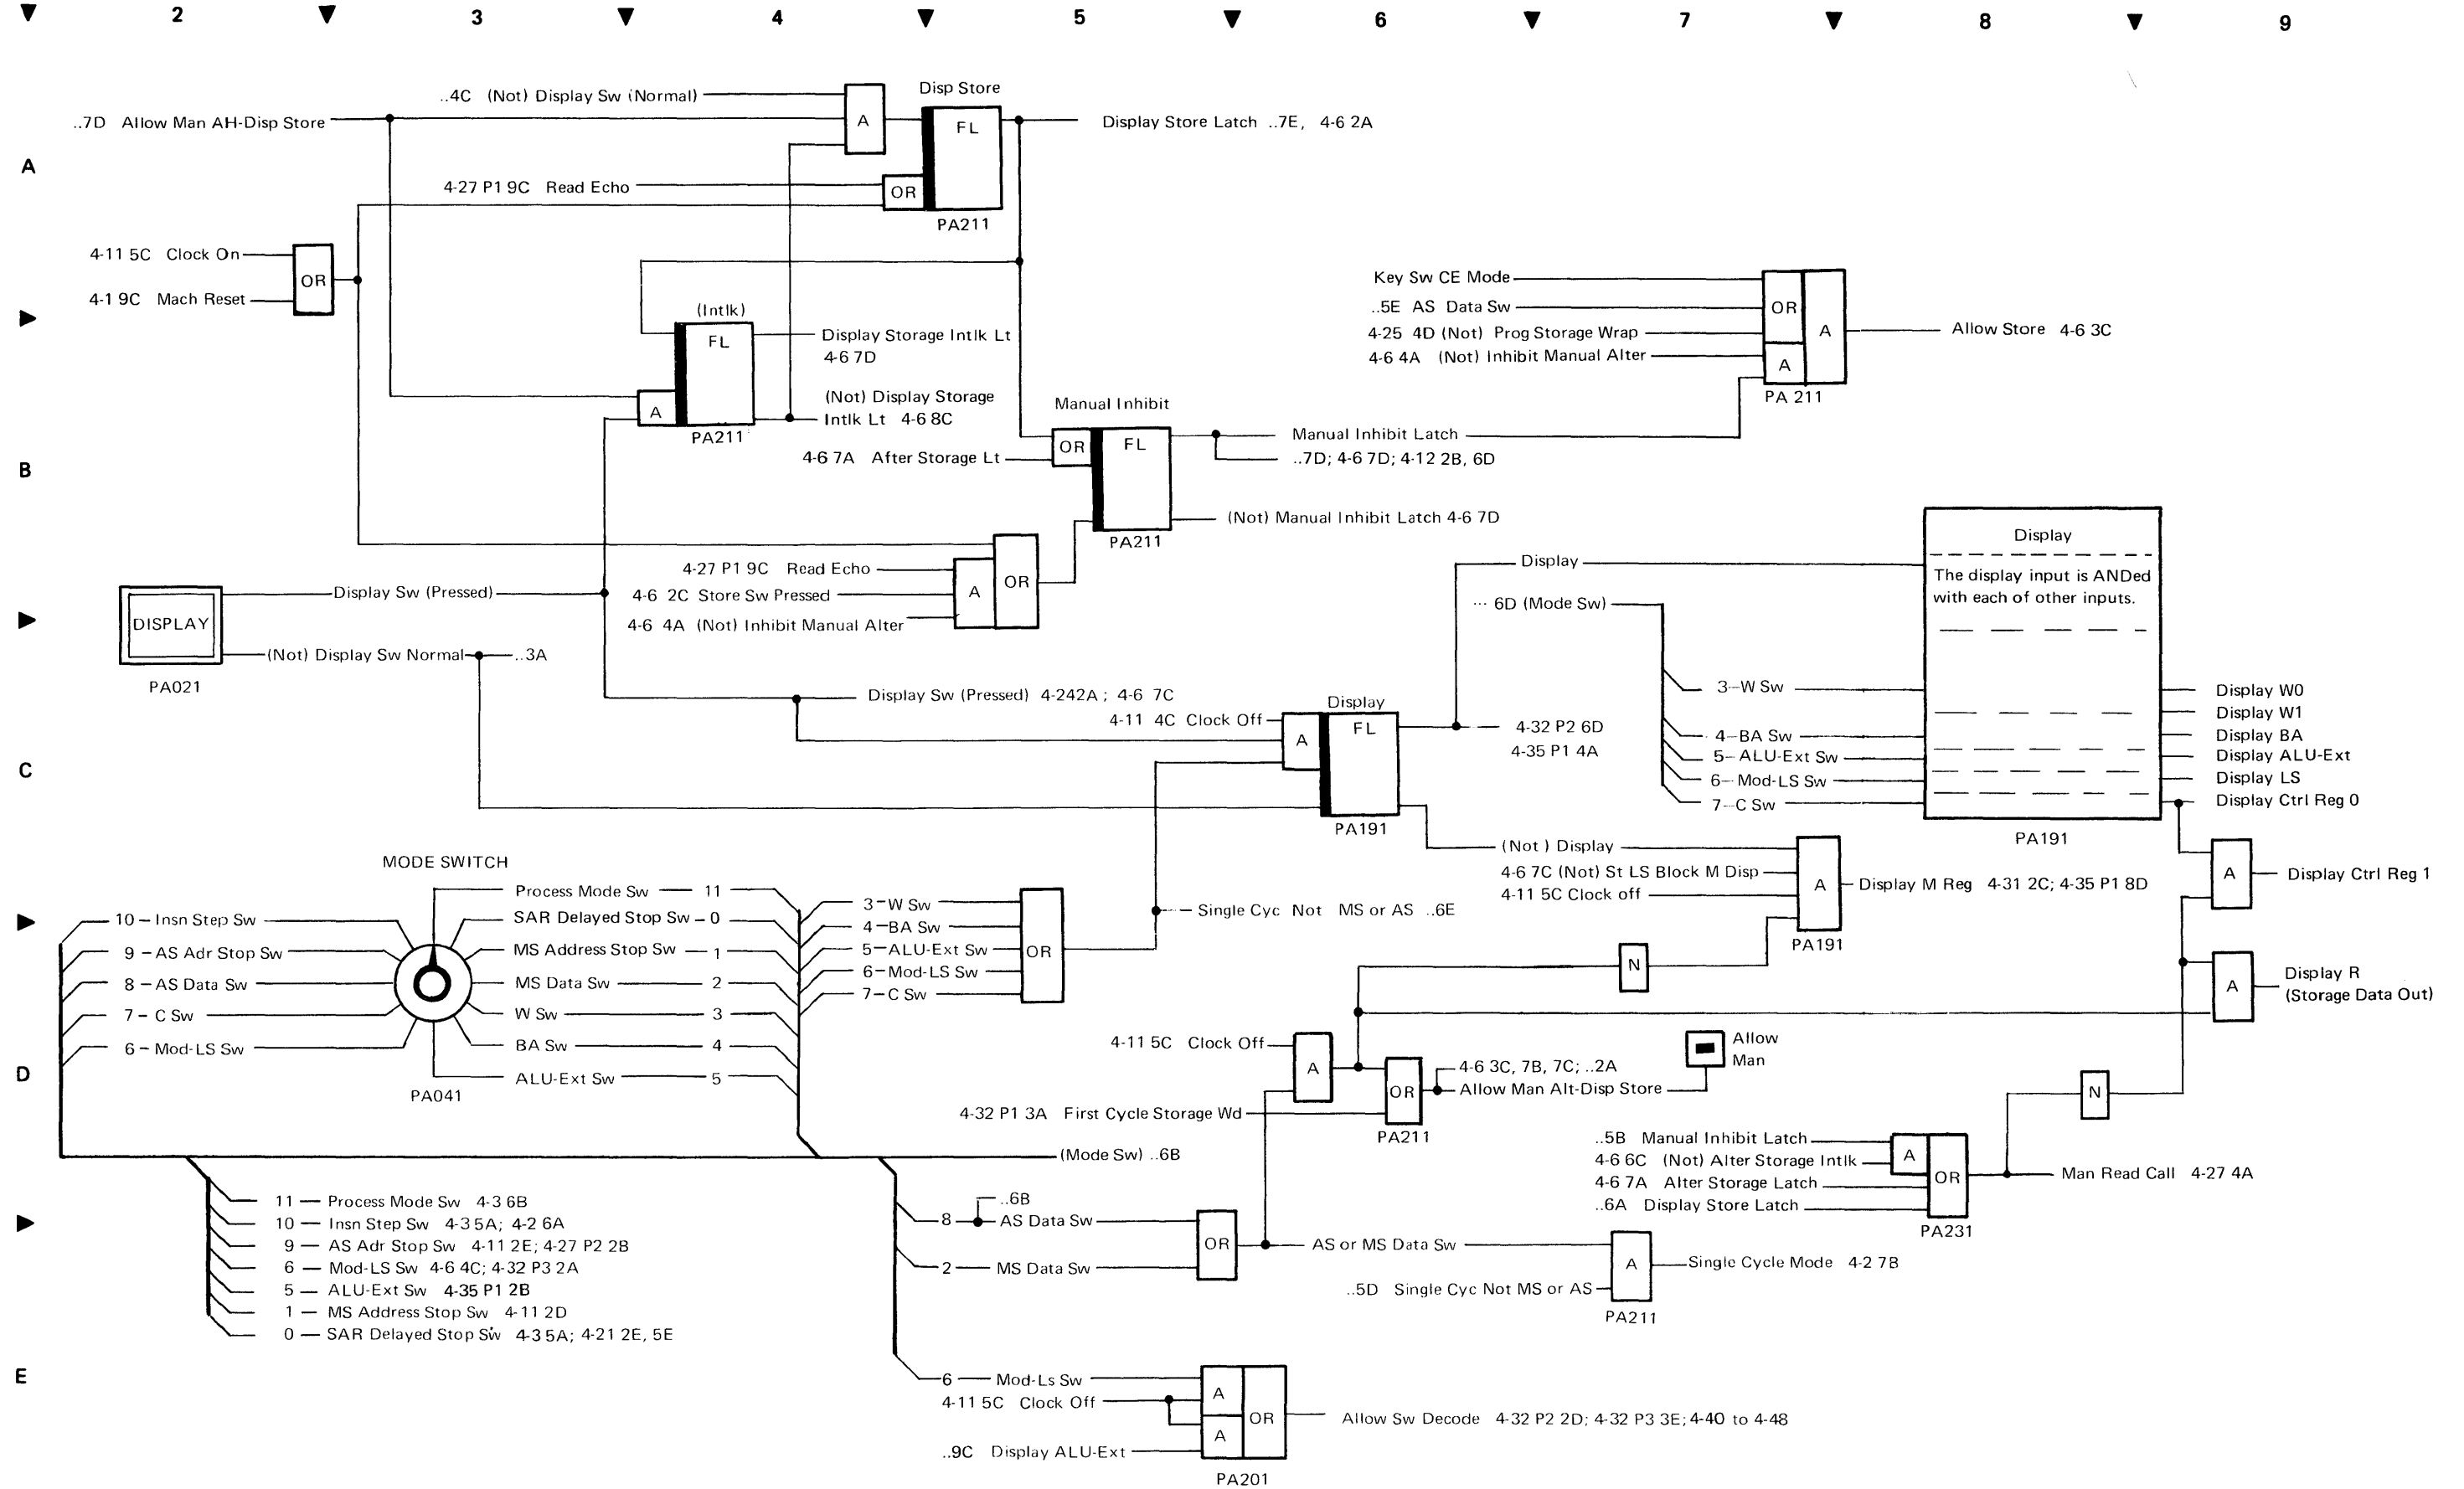 2 3 4 5 6 7 8 9
A
B
C
D
E
..4C (Not) Display Sw (Normal)
..7D Allow Man AH-Disp Store
A
Disp Store
FL
Display Store Latch ..7E, 4-6 2A
4-27 P1 9C Read Echo
OR
PA211
4-11 5C Clock On
4-1 9C Mach Reset
OR
(Intlk)
FL
A
PA211
Display Storage Intlk Lt
4-6 7D
(Not) Display Storage
Intlk Lt 4-6 8C
Manual Inhibit
OR
FL
4-6 7A After Storage Lt
PA211
Manual Inhibit Latch
..7D; 4-6 7D; 4-12 2B, 6D
(Not) Manual Inhibit Latch 4-6 7D
Key Sw CE Mode
..5E AS Data Sw
4-25 4D (Not) Prog Storage Wrap
4-6 4A (Not) Inhibit Manual Alter
OR
A
A
PA 211
Allow Store 4-6 3C
4-27 P1 9C Read Echo
4-6 2C Store Sw Pressed
4-6 4A (Not) Inhibit Manual Alter
A
OR
DISPLAY
PA021
Display Sw (Pressed)
(Not) Display Sw Normal
..3A
Display Sw (Pressed) 4-242A ; 4-6 7C
4-11 4C Clock Off
A
Display
FL
PA191
4-32 P2 6D
4-35 P1 4A
Display
... 6D (Mode Sw)
3-W Sw
4-BA Sw
5-ALU-Ext Sw
6-Mod-LS Sw
7-C Sw
Display
The display input is ANDed
with each of other inputs.
PA191
Display W0
Display W1
Display BA
Display ALU-Ext
Display LS
Display Ctrl Reg 0
A
Display Ctrl Reg 1
(Not) Display
4-6 7C (Not) St LS Block M Disp
4-11 5C Clock off
A
PA191
Display M Reg 4-31 2C; 4-35 P1 8D
N
A
Display R
(Storage Data Out)
MODE SWITCH
Process Mode Sw — 11
SAR Delayed Stop Sw – 0
MS Address Stop Sw — 1
MS Data Sw — 2
W Sw — 3
BA Sw — 4
ALU-Ext Sw — 5
10 – Insn Step Sw
9 – AS Adr Stop Sw
8 – AS Data Sw
7 – C Sw
6 – Mod-LS Sw
PA041
3-W Sw
4-BA Sw
5-ALU-Ext Sw
6-Mod-LS Sw
7-C Sw
OR
Single Cyc Not MS or AS ..6E
4-11 5C Clock Off
A
4-32 P1 3A First Cycle Storage Wd
OR
PA211
4-6 3C, 7B, 7C; ..2A
Allow Man Alt-Disp Store
Allow
Man
N
(Mode Sw) ..6B
..5B Manual Inhibit Latch
4-6 6C (Not) Alter Storage Intlk
4-6 7A Alter Storage Latch
..6A Display Store Latch
A
OR
PA231
Man Read Call 4-27 4A
11 — Process Mode Sw 4-3 6B
10 — Insn Step Sw 4-3 5A; 4-2 6A
9 — AS Adr Stop Sw 4-11 2E; 4-27 P2 2B
6 — Mod-LS Sw 4-6 4C; 4-32 P3 2A
5 — ALU-Ext Sw 4-35 P1 2B
1 — MS Address Stop Sw 4-11 2D
0 — SAR Delayed Stop Sw 4-3 5A; 4-21 2E, 5E
..6B
8 — AS Data Sw
2 — MS Data Sw
OR
AS or MS Data Sw
..5D Single Cyc Not MS or AS
A
PA211
Single Cycle Mode 4-2 7B
6 — Mod-Ls Sw
4-11 5C Clock Off
..9C Display ALU-Ext
A
A
OR
PA201
Allow Sw Decode 4-32 P2 2D; 4-32 P3 3E; 4-40 to 4-48